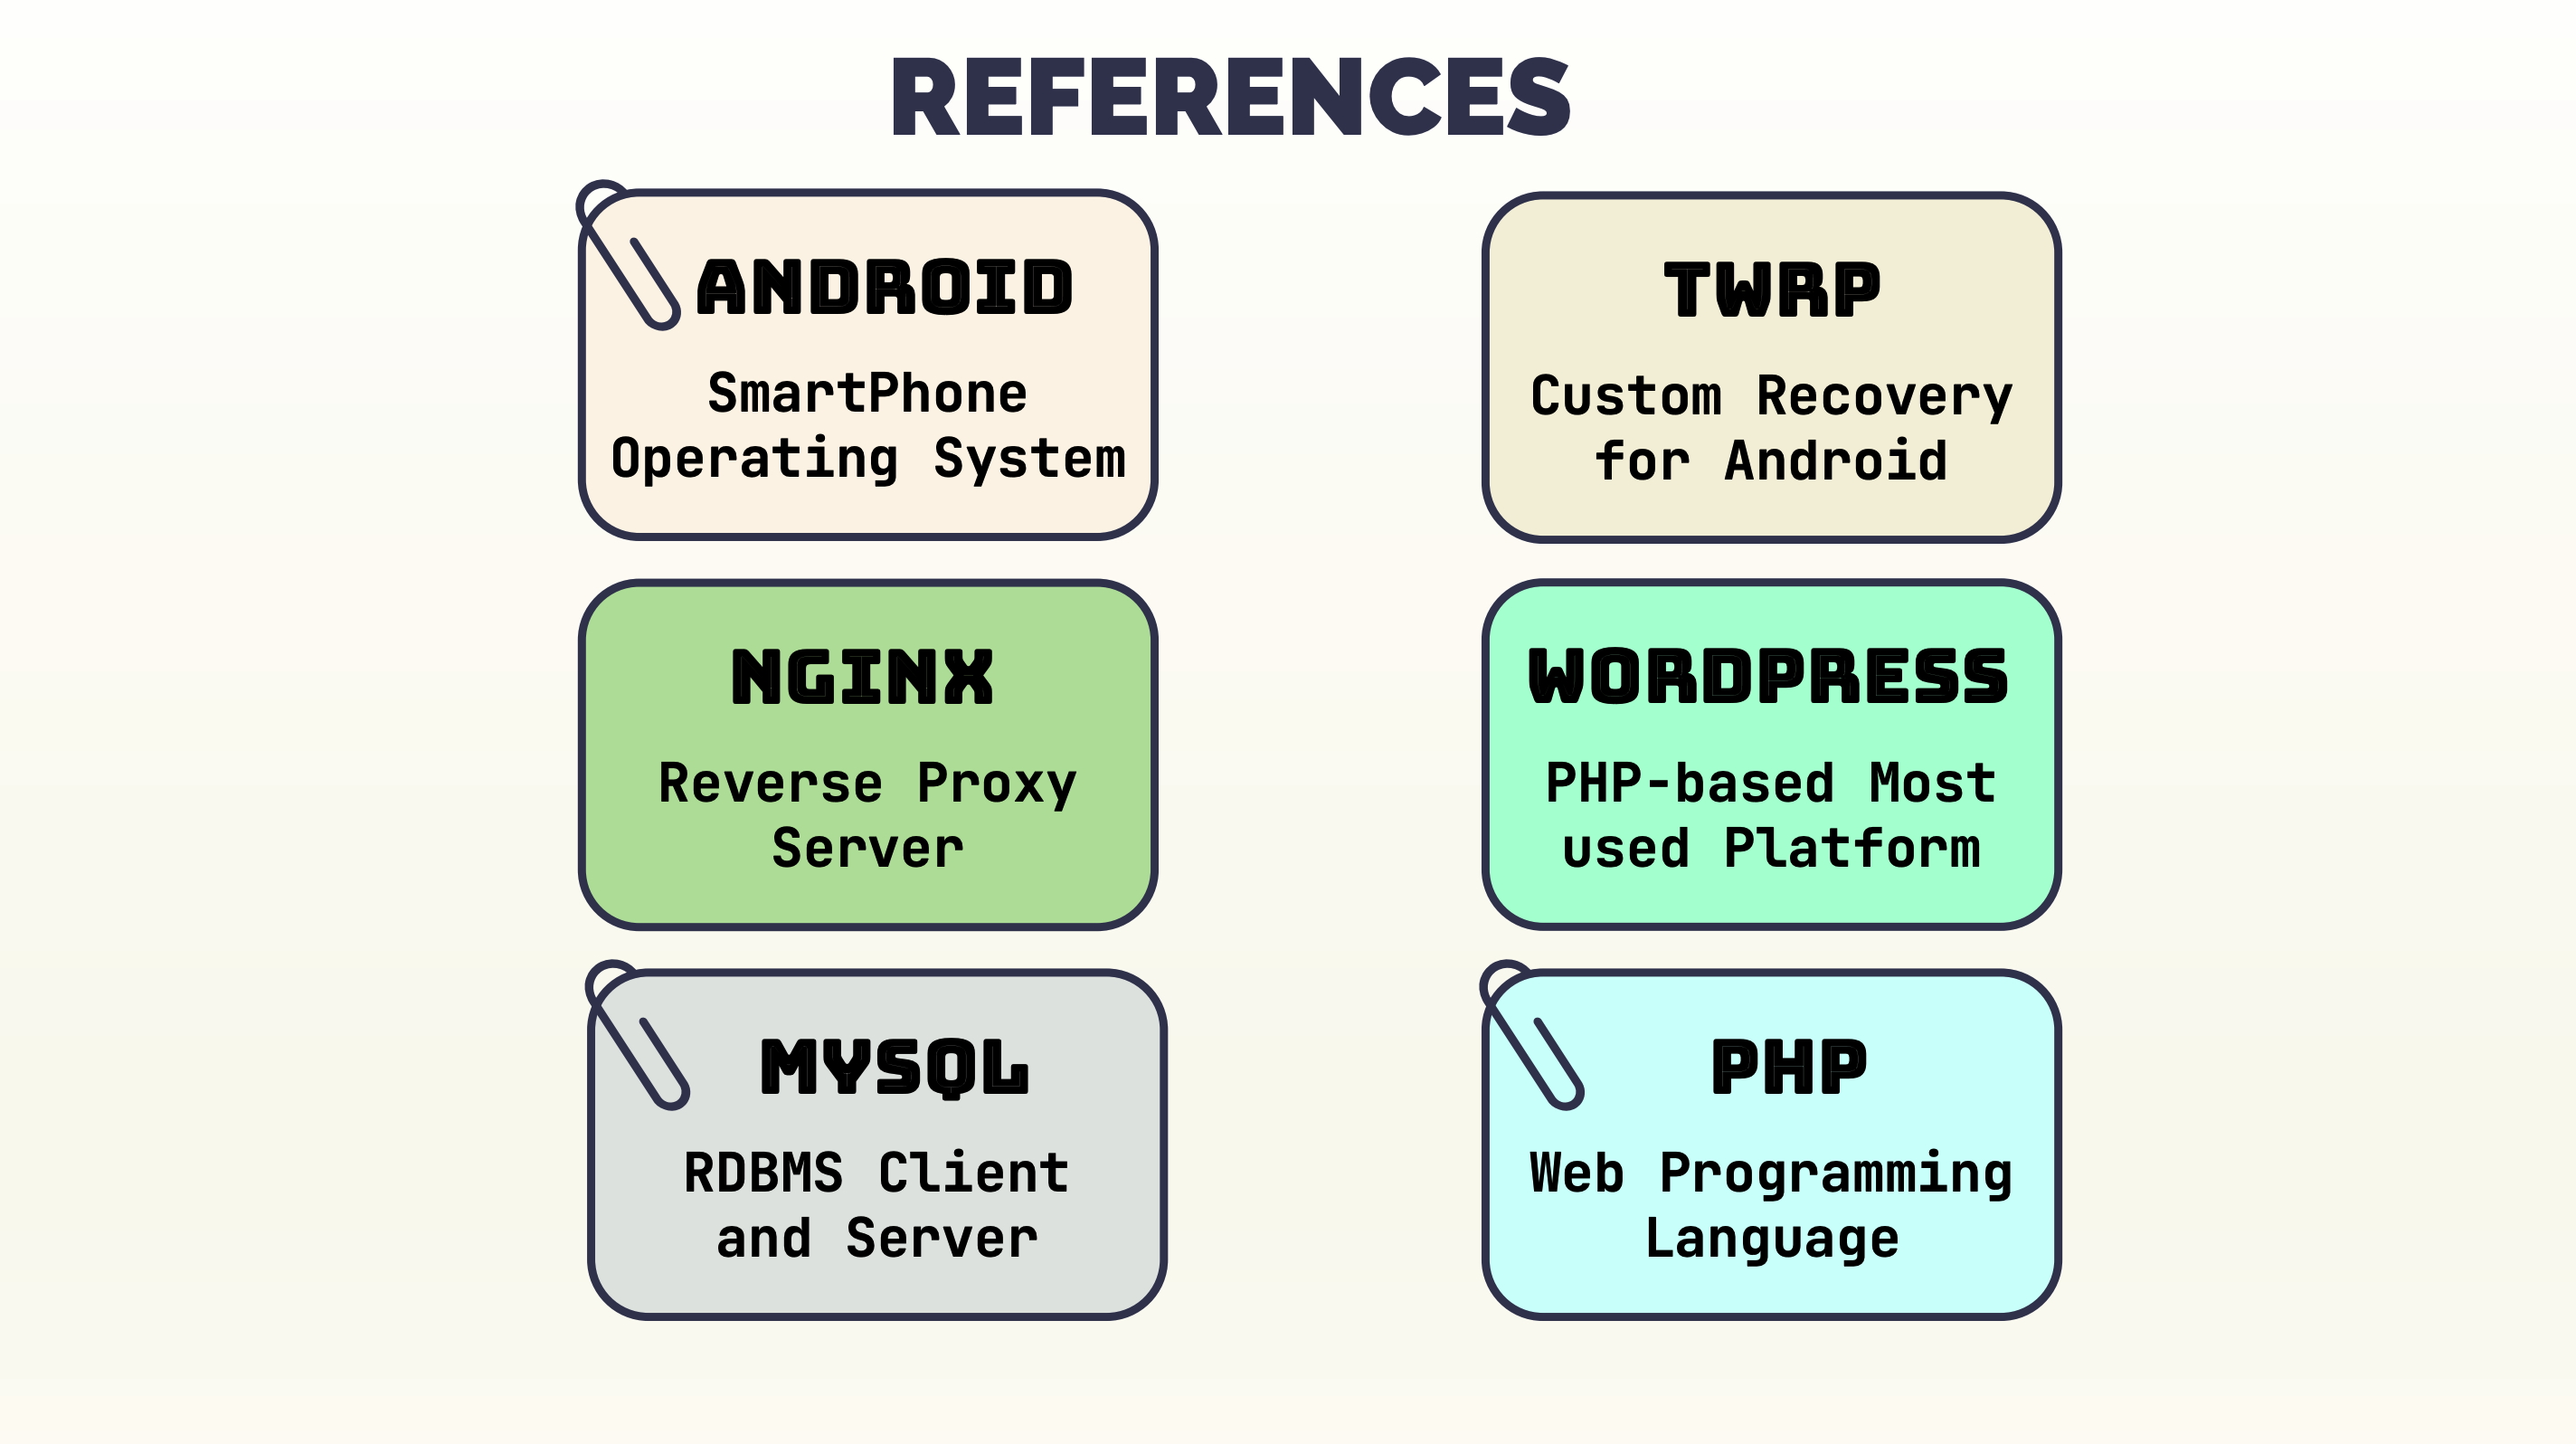 REFERENCES
ANDROID
SmartPhone
Operating System
TWRP
Custom Recovery
for Android
NGINX
Reverse Proxy
Server
WORDPRESS
PHP-based Most
used Platform
MYSQL
RDBMS Client
and Server
PHP
Web Programming
Language